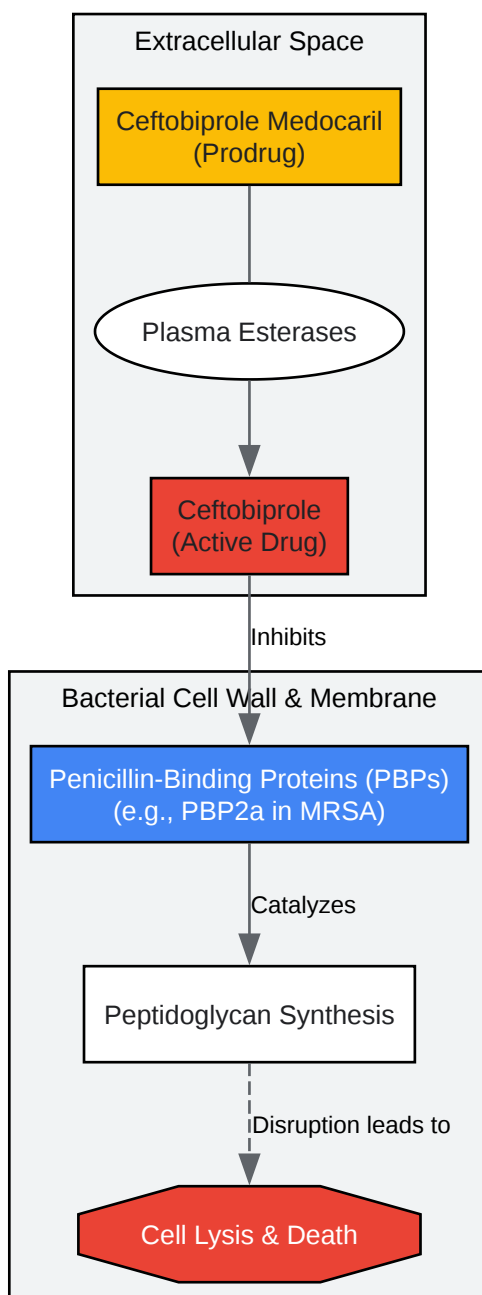 Extracellular Space
Ceftobiprole Medocaril
(Prodrug)
Plasma Esterases
Ceftobiprole
(Active Drug)
Inhibits
Bacterial Cell Wall & Membrane
Penicillin-Binding Proteins (PBPs)
(e.g., PBP2a in MRSA)
Catalyzes
Peptidoglycan Synthesis
Disruption leads to
Cell Lysis & Death